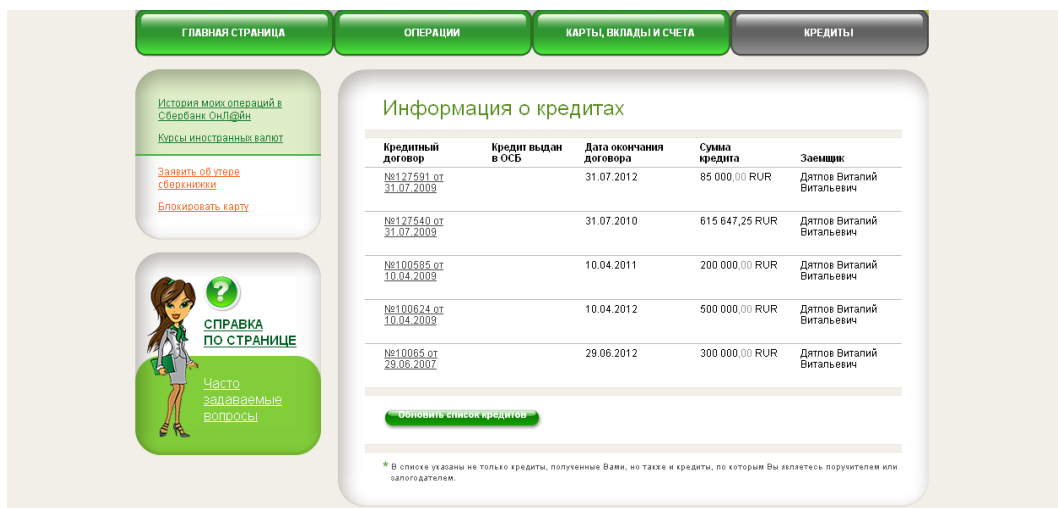 ГЛАВНАЯ СТРАНИЦА
ОПЕРАЦИИ
КАРТЫ, ВКЛАДЫ И СЧЕТА
КРЕДИТЫ
История моих операций в
Сбербанк ОнЛ@йн
Курсы иностранных валют
Заявить об утере
сберкнижки
Блокировать карту
?
СПРАВКА
ПО СТРАНИЦЕ
Часто
задаваемые
вопросы
Информация о кредитах
Кредитный
договор
Кредит выдан
в ОСБ
Дата окончания
договора
Сумма
кредита
Заемщик
№127591 от
31.07.2009
31.07.2012
85 000,00 RUR
Дятлов Виталий
Витальевич
№127540 от
31.07.2009
31.07.2010
615 647,25 RUR
Дятлов Виталий
Витальевич
№100585 от
10.04.2009
10.04.2011
200 000,00 RUR
Дятлов Виталий
Витальевич
№100624 от
10.04.2009
10.04.2012
500 000,00 RUR
Дятлов Виталий
Витальевич
№10065 от
29.06.2007
29.06.2012
300 000,00 RUR
Дятлов Виталий
Витальевич
Обновить список кредитов
* В списке указаны не только кредиты, полученные Вами, но также и кредиты, по которым Вы являетесь поручителем или
залогодателем.